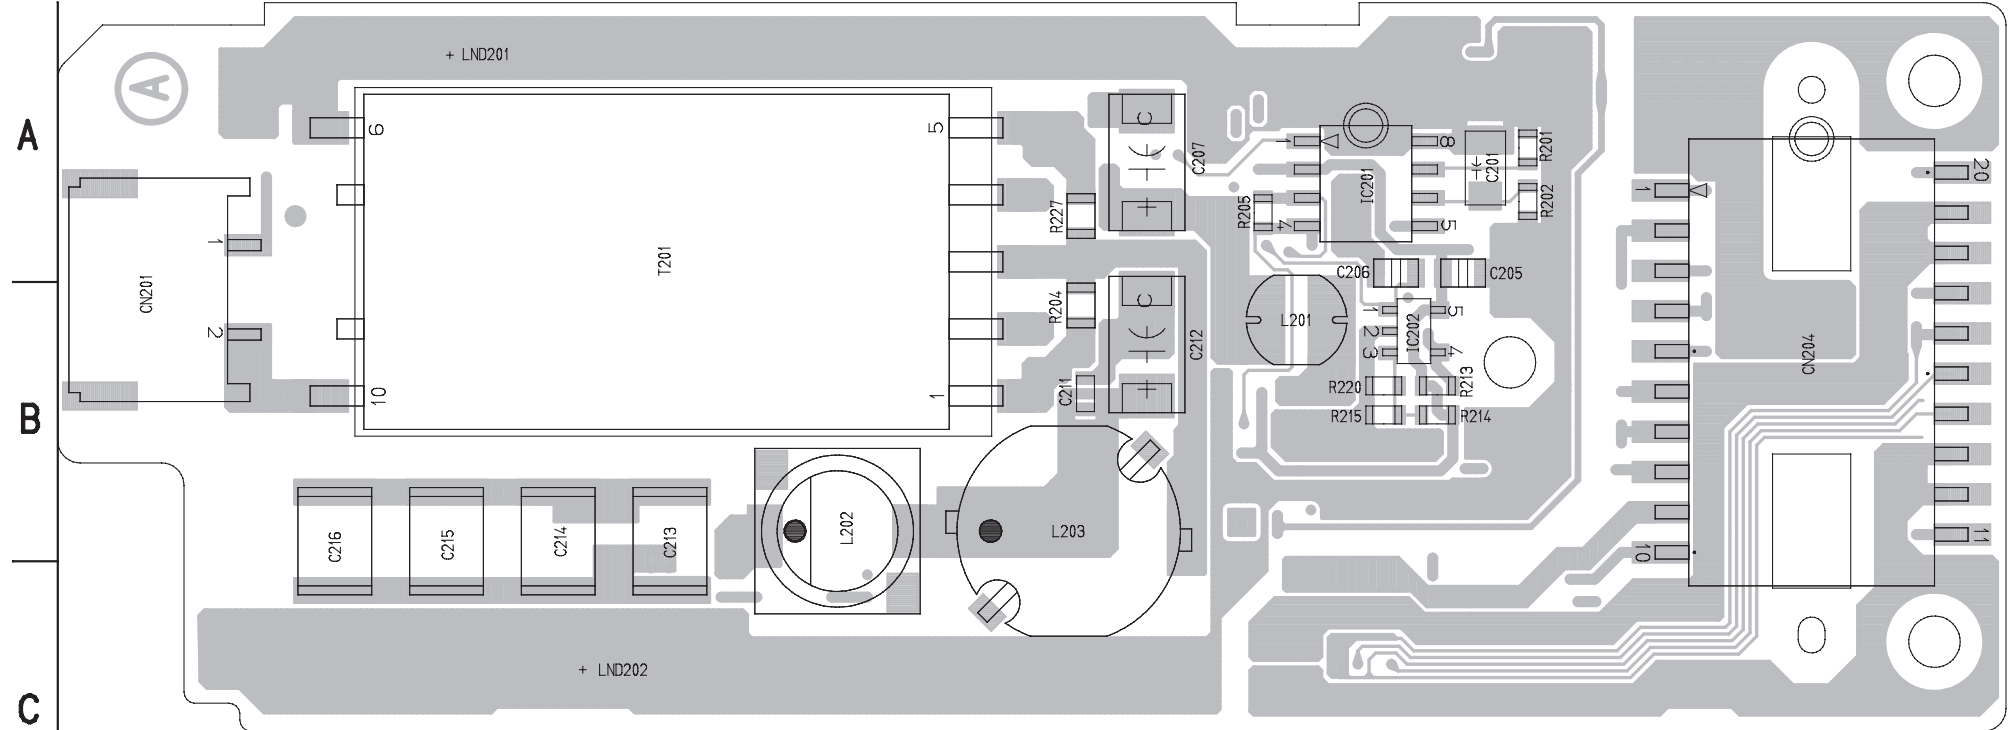 A
B
C
A
+ LND201
6
5
10
1
T201
CN201
1
2
C
+
C207
R227
R204
C
+
C212
C211
1
8
4
5
IC201
C201
R201
R202
R205
C206
C205
L201
1
2
3
5
4
IC202
R220
R213
R215
R214
1
20
10
11
CN204
C216
C215
C214
C213
L202
L203
+ LND202